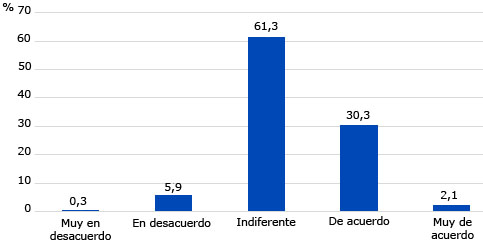 % 70
60
50
40
30
20
10
0
0,3
5,9
61,3
30,3
2,1
Muy en
desacuerdo
En desacuerdo
Indiferente
De acuerdo
Muy de
acuerdo